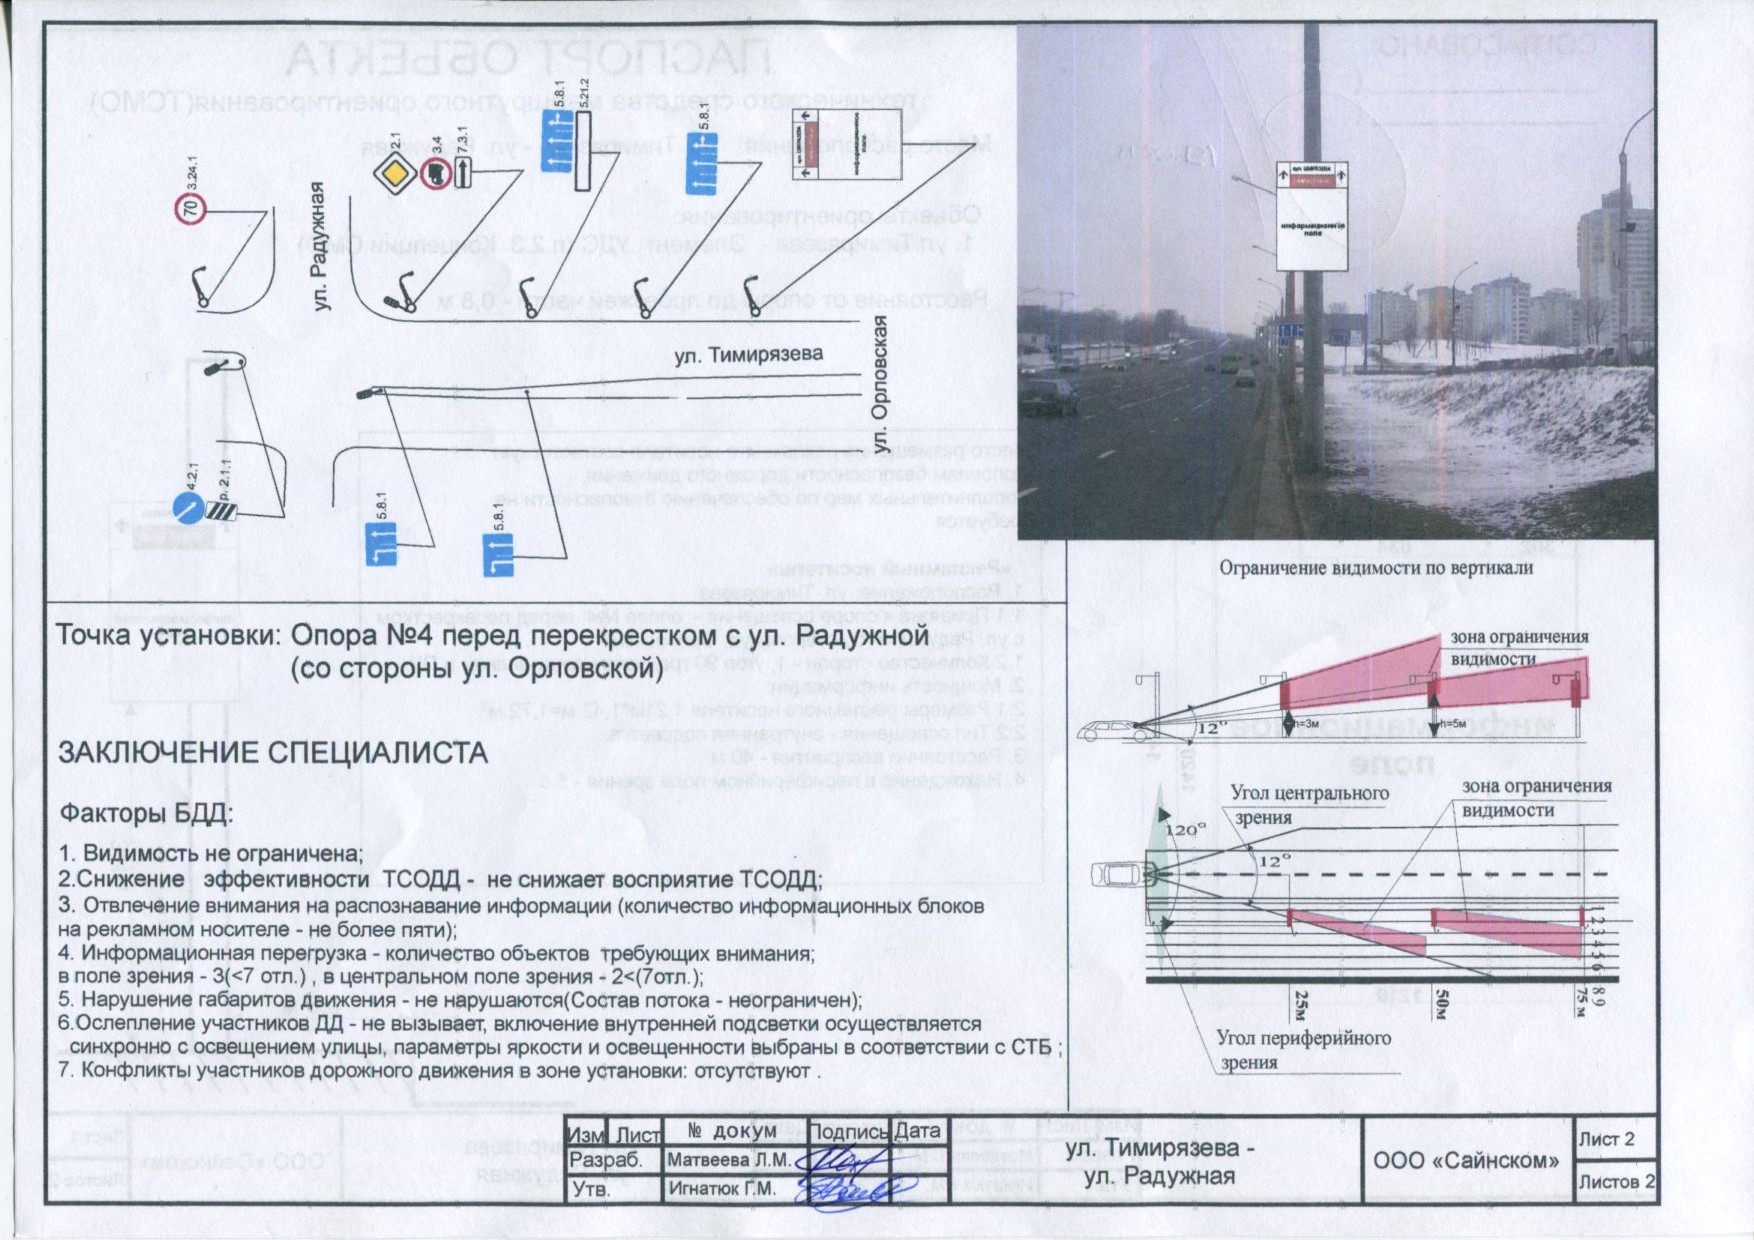 70
3.24.1
ул. Радужная
2.1
3.4
7.3.1
5.8.1
5.21.2
5.8.1
информационное
поле
ул. Тимирязева
ул. Орловская
4.2.1
р. 2.1.1
5.8.1
5.8.1
информационное
поле
Ограничение видимости по вертикали
Точка установки: Опора №4 перед перекрестком с ул. Радужной
(со стороны ул. Орловской)
ЗАКЛЮЧЕНИЕ СПЕЦИАЛИСТА
Факторы БДД:
1. Видимость не ограничена;
2.Снижение эффективности ТСОДД - не снижает восприятие ТСОДД;
3. Отвлечение внимания на распознавание информации (количество информационных блоков
на рекламном носителе - не более пяти);
4. Информационная перегрузка - количество объектов требующих внимания;
в поле зрения - 3(<7 отл.) , в центральном поле зрения - 2<(7отл.);
5. Нарушение габаритов движения - не нарушаются(Состав потока - неограничен);
6.Ослепление участников ДД - не вызывает, включение внутренней подсветки осуществляется
синхронно с освещением улицы, параметры яркости и освещенности выбраны в соответствии с СТБ ;
7. Конфликты участников дорожного движения в зоне установки: отсутствуют .
зона ограничения
видимости
12°
h=3м
h=5м
Угол центрального
зрения
зона ограничения
видимости
120°
12°
1 2 3 4 5 6 7 8 9
25м
50м
75 м
Угол периферийного
зрения
Изм Лист № докум Подпись Дата
Разраб. Матвеева Л.М.
Утв. Игнатюк Г.М.
ул. Тимирязева -
ул. Радужная
ООО «Сайнском»
Лист 2
Листов 2